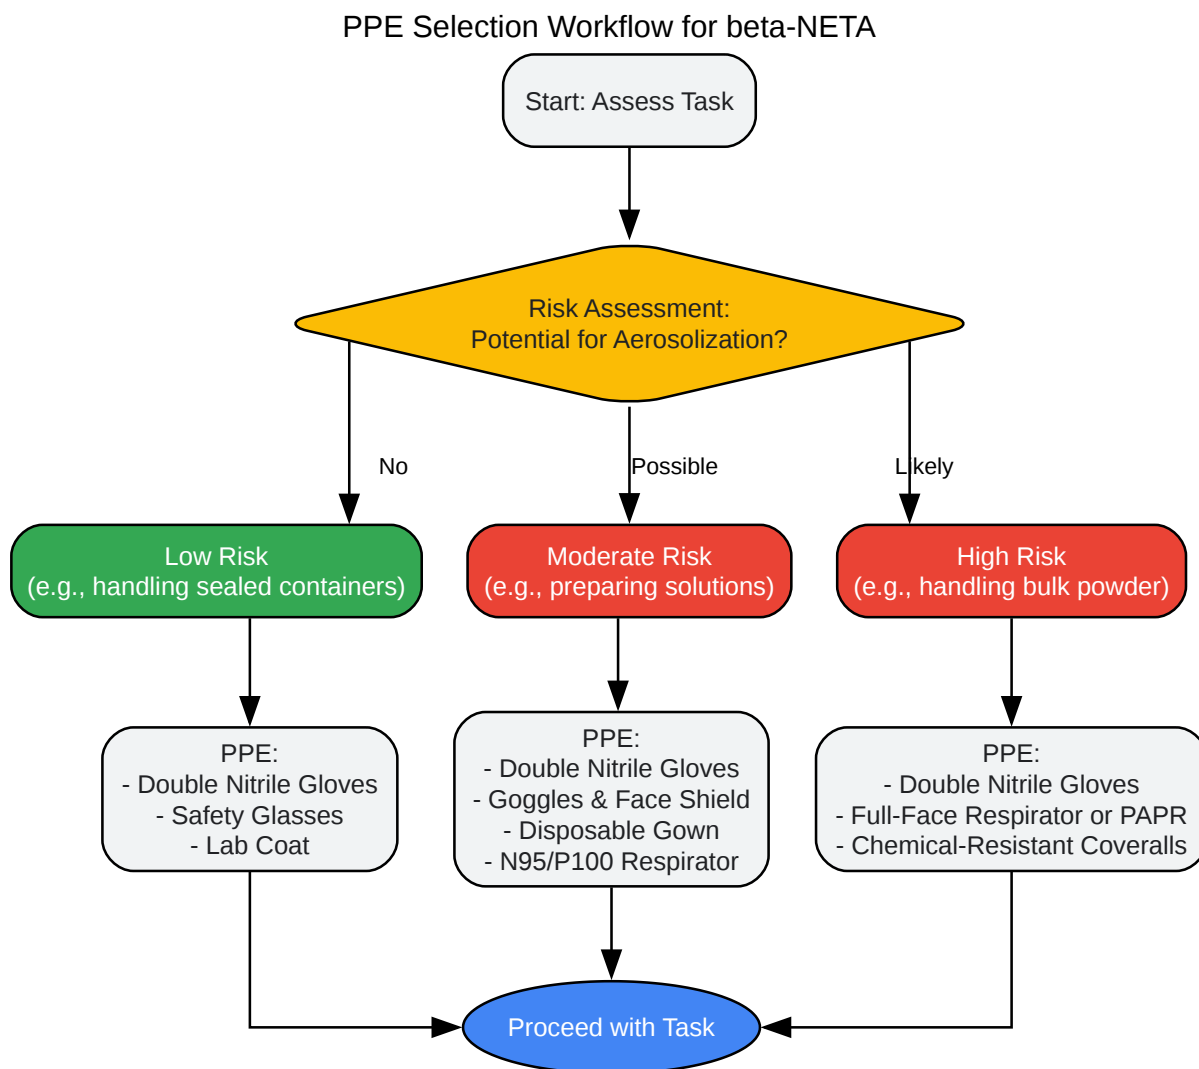 PPE Selection Workflow for beta-NETA
Start: Assess Task
Risk Assessment:
Potential for Aerosolization?
No
Possible
Likely
Low Risk
(e.g., handling sealed containers)
Moderate Risk
(e.g., preparing solutions)
High Risk
(e.g., handling bulk powder)
PPE:
- Double Nitrile Gloves
- Safety Glasses
- Lab Coat
PPE:
- Double Nitrile Gloves
- Goggles & Face Shield
- Disposable Gown
- N95/P100 Respirator
PPE:
- Double Nitrile Gloves
- Full-Face Respirator or PAPR
- Chemical-Resistant Coveralls
Proceed with Task